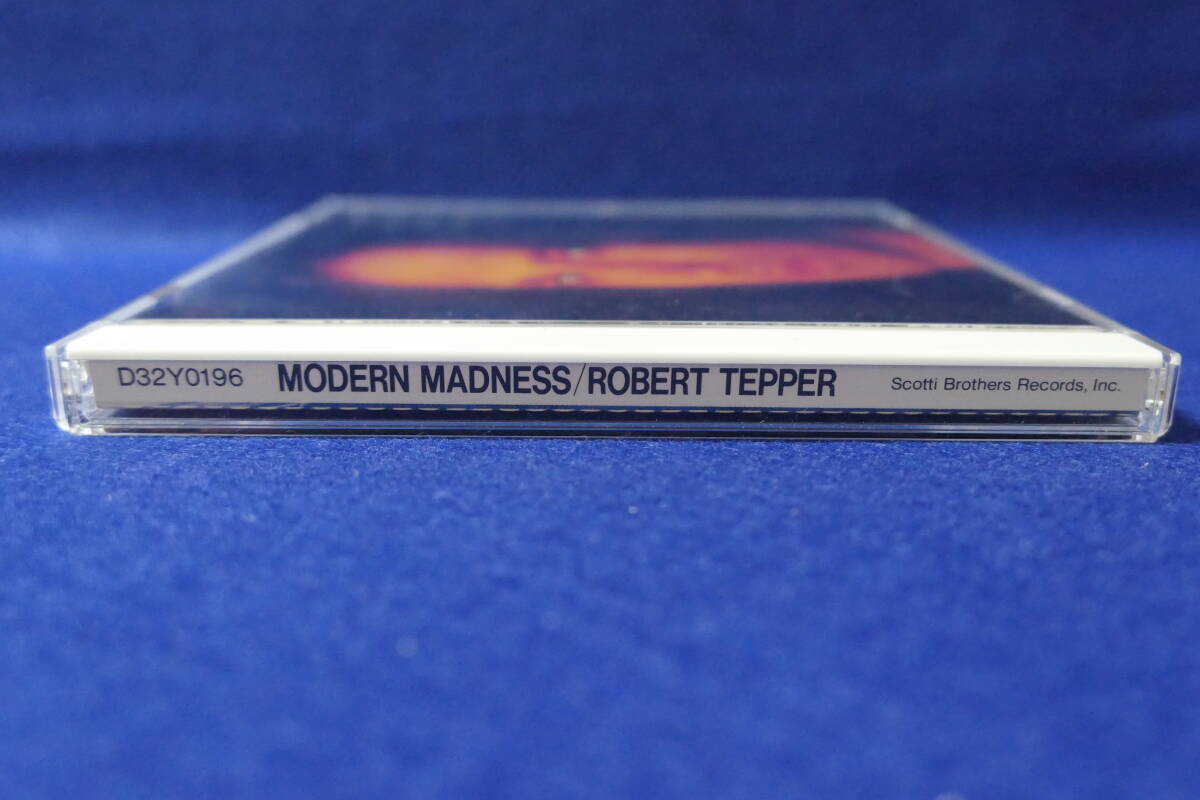 D32Y0196 MODERN MADNESS/ROBERT TEPPER Scotti Brothers Records, Inc.